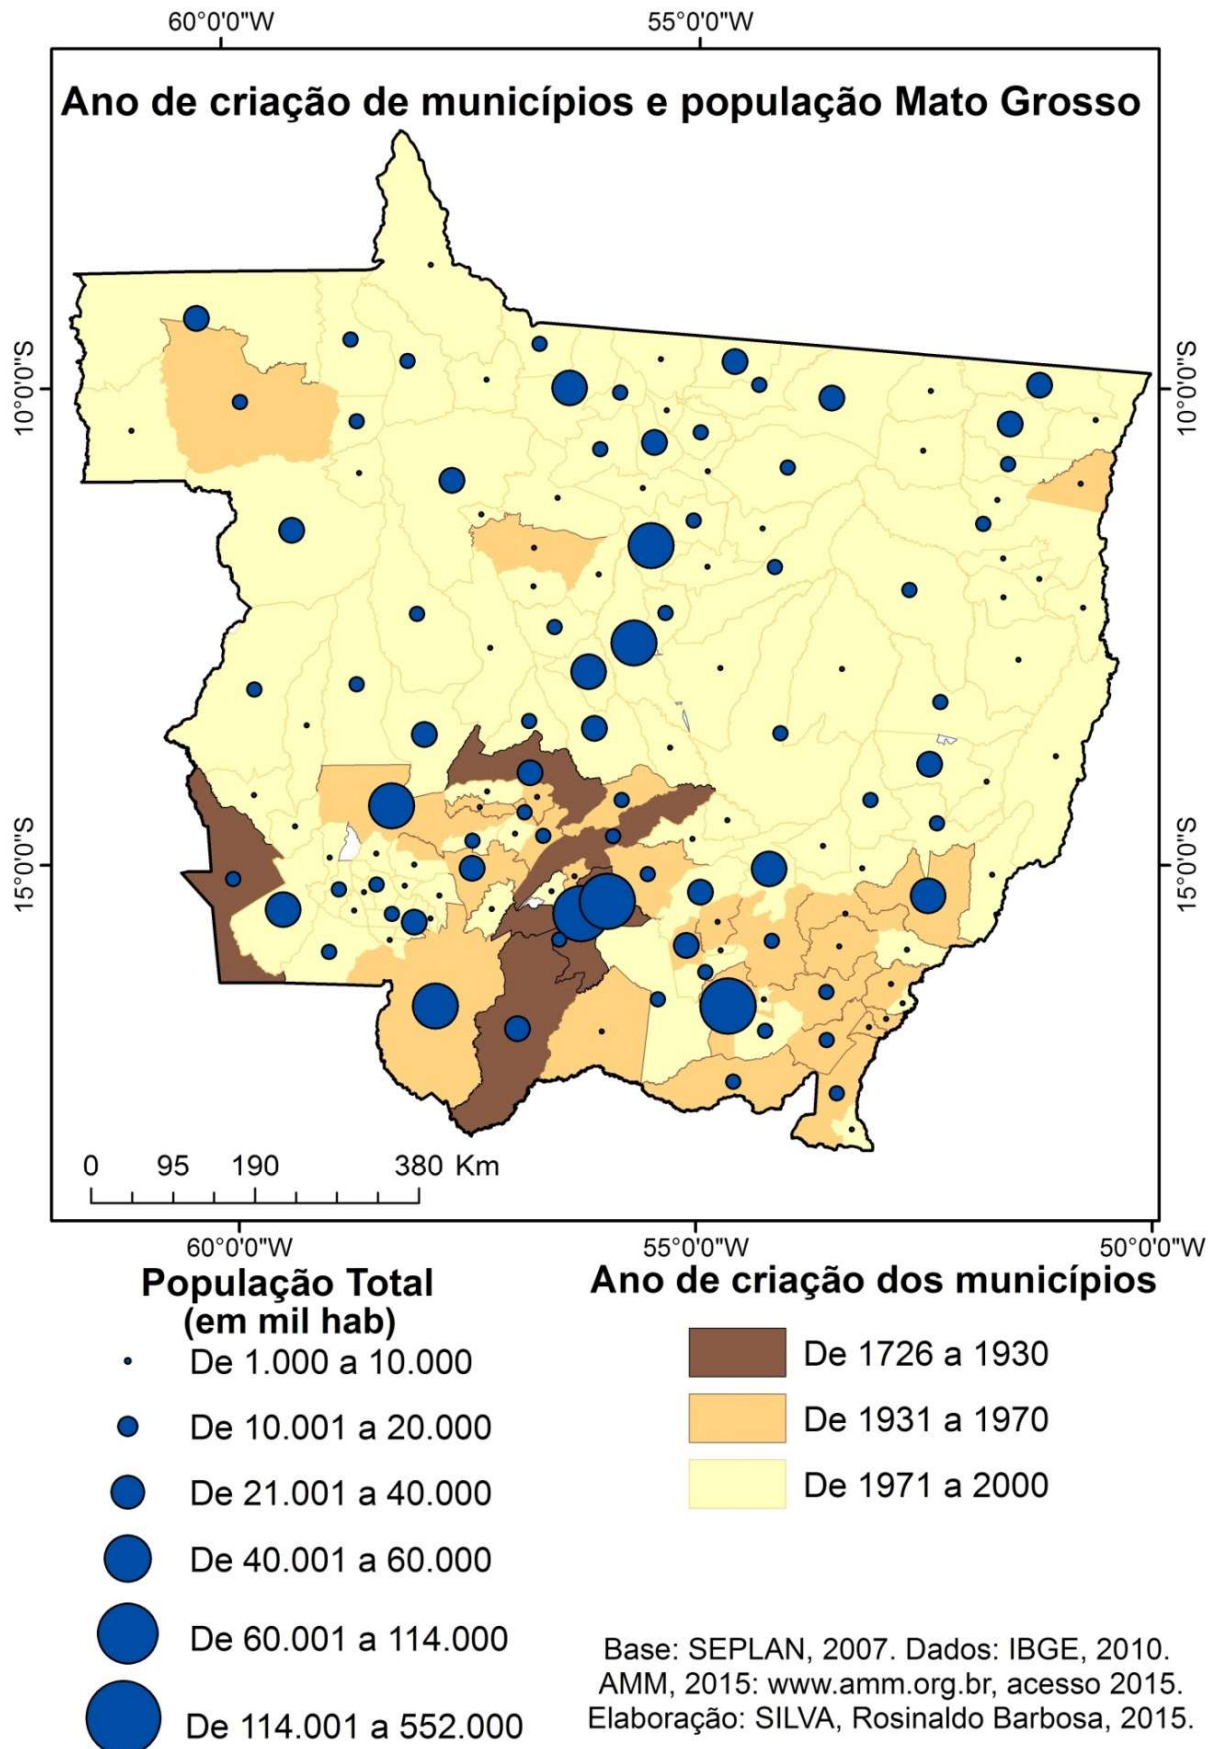 60°0'0"W 55°0'0"W
Ano de criação de municípios e população Mato Grosso
10°0'0"S 10°0'0"S
15°0'0"S 15°0'0"S
0 95 190 380 Km
60°0'0"W 55°0'0"W 50°0'0"W
População Total
(em mil hab)
De 1.000 a 10.000
De 10.001 a 20.000
De 21.001 a 40.000
De 40.001 a 60.000
De 60.001 a 114.000
De 114.001 a 552.000
Ano de criação dos municípios
De 1726 a 1930
De 1931 a 1970
De 1971 a 2000
Base: SEPLAN, 2007. Dados: IBGE, 2010.
AMM, 2015: www.amm.org.br, acesso 2015.
Elaboração: SILVA, Rosinaldo Barbosa, 2015.